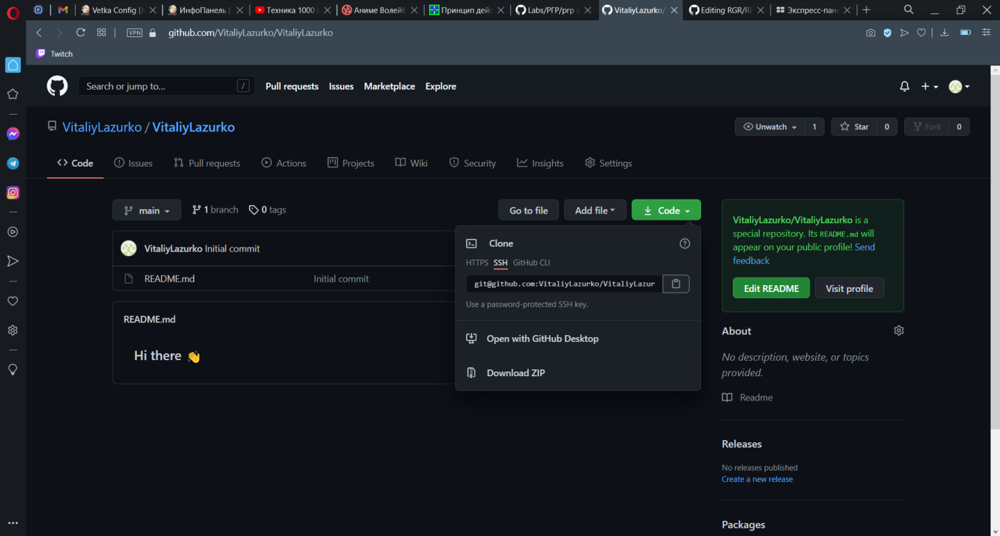 Vetka Config [
ИнфоПанель [
Техника 1000
Аниме Волейб
Принцип дейс
Labs/РГР/ргр
VitaliyLazurko/
Editing RGR/R
Экспресс-пан
VPN
github.com/VitaliyLazurko/VitaliyLazurko
Twitch
Search or jump to...
/
Pull requests
Issues
Marketplace
Explore
VitaliyLazurko / VitaliyLazurko
Unwatch
1
Star
0
Fork
0
Code
Issues
Pull requests
Actions
Projects
Wiki
Security
Insights
Settings
main
1 branch
0 tags
Go to file
Add file
Code
VitaliyLazurko Initial commit
README.md
Initial commit
README.md
Hi there 👋
Clone
HTTPS
SSH
GitHub CLI
git@github.com:VitaliyLazurko/VitaliyLazur
Use a password-protected SSH key.
Open with GitHub Desktop
Download ZIP
VitaliyLazurko/VitaliyLazurko is a
special repository. Its README.md will
appear on your public profile! Send
feedback
Edit README
Visit profile
About
No description, website, or topics
provided.
Readme
Releases
No releases published
Create a new release
Packages